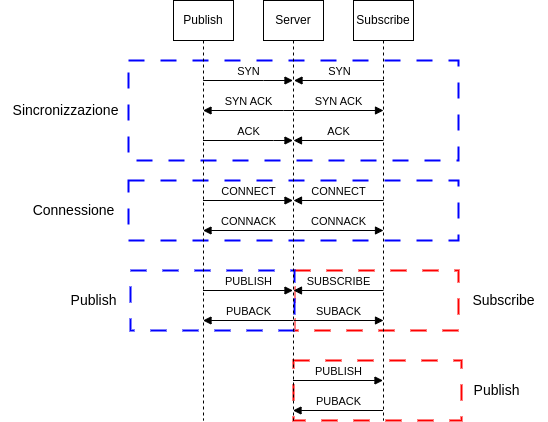 Publish Server Subscribe
SYN SYN
Sincronizzazione
SYN ACK SYN ACK
ACK ACK
CONNECT CONNECT
Connessione
CONNACK CONNACK
PUBLISH SUBSCRIBE
Publish Subscribe
PUBACK SUBACK
PUBLISH
Publish
PUBACK